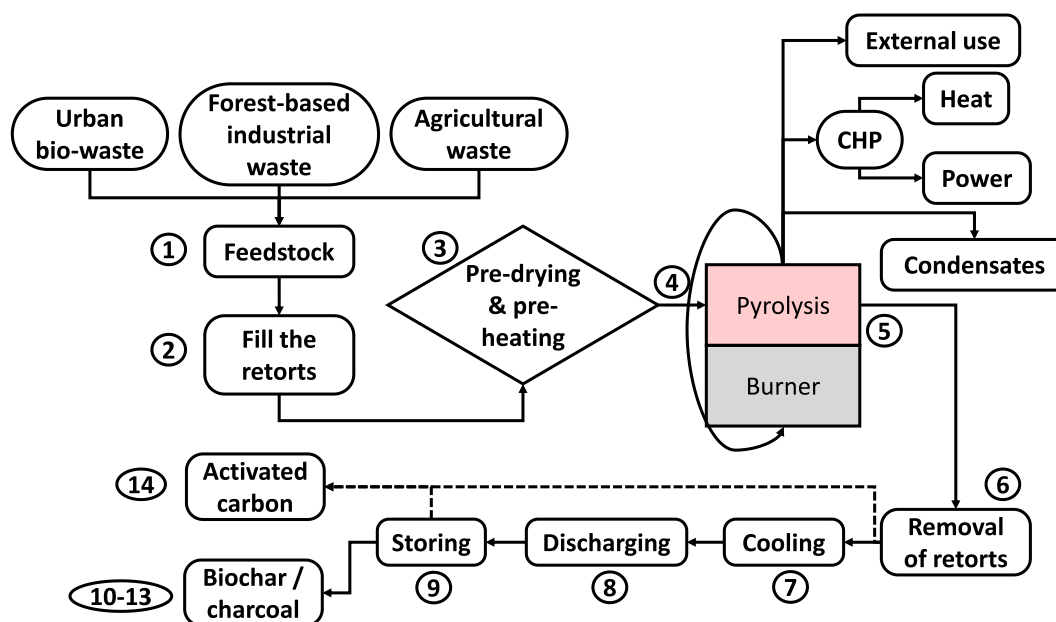 External use
Heat
CHP
Power
Condensates
Urban
bio-waste
Forest-based
industrial
waste
Agricultural
waste
1
Feedstock
2
Fill the
retorts
3
Pre-drying
& pre-
heating
4
Pyrolysis
Burner
5
6
Removal
of retorts
Cooling
7
Discharging
8
Storing
9
14
Activated
carbon
10-13
Biochar /
charcoal